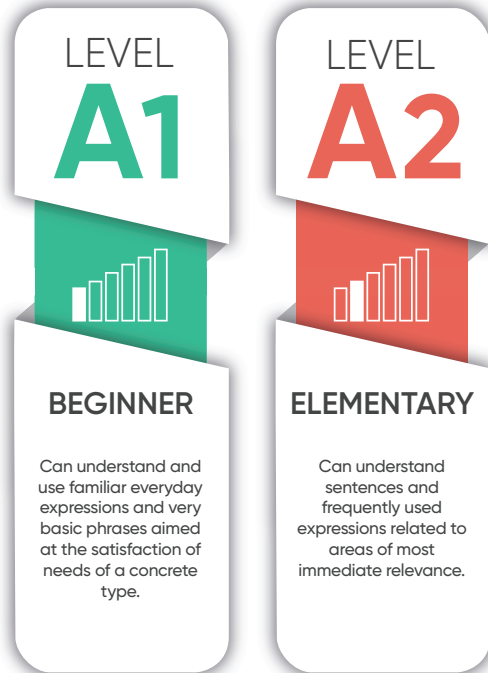 LEVEL
A1
BEGINNER
Can understand and
use familiar everyday
expressions and very
basic phrases aimed
at the satisfaction of
needs of a concrete
type.
LEVEL
A2
ELEMENTARY
Can understand
sentences and
frequently used
expressions related to
areas of most
immediate relevance.